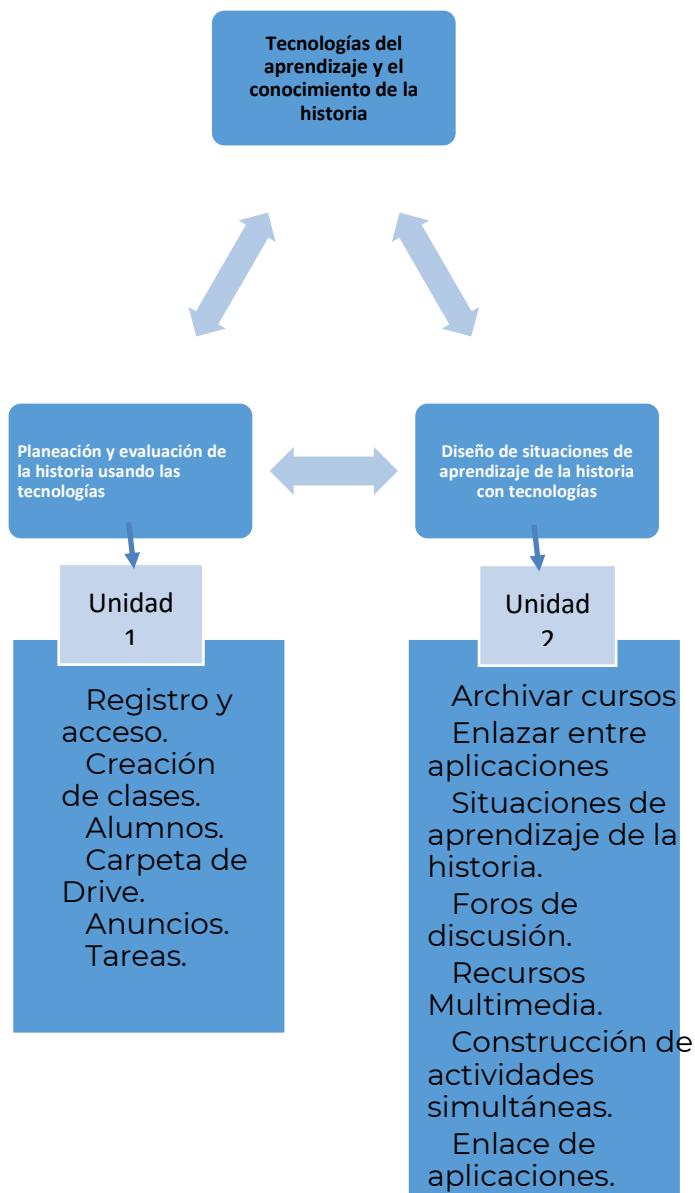 Tecnologías del
aprendizaje y el
conocimiento de la
historia
Planeación y evaluación de
la historia usando las
tecnologías
Diseño de situaciones de
aprendizaje de la historia
con tecnologías
Unidad
1
Registro y
acceso.
Creación
de clases.
Alumnos.
Carpeta de
Drive.
Anuncios.
Tareas.
Unidad
2
Archivar cursos
Enlazar entre
aplicaciones
Situaciones de
aprendizaje de la
historia.
Foros de
discusión.
Recursos
Multimedia.
Construcción de
actividades
simultáneas.
Enlace de
aplicaciones.